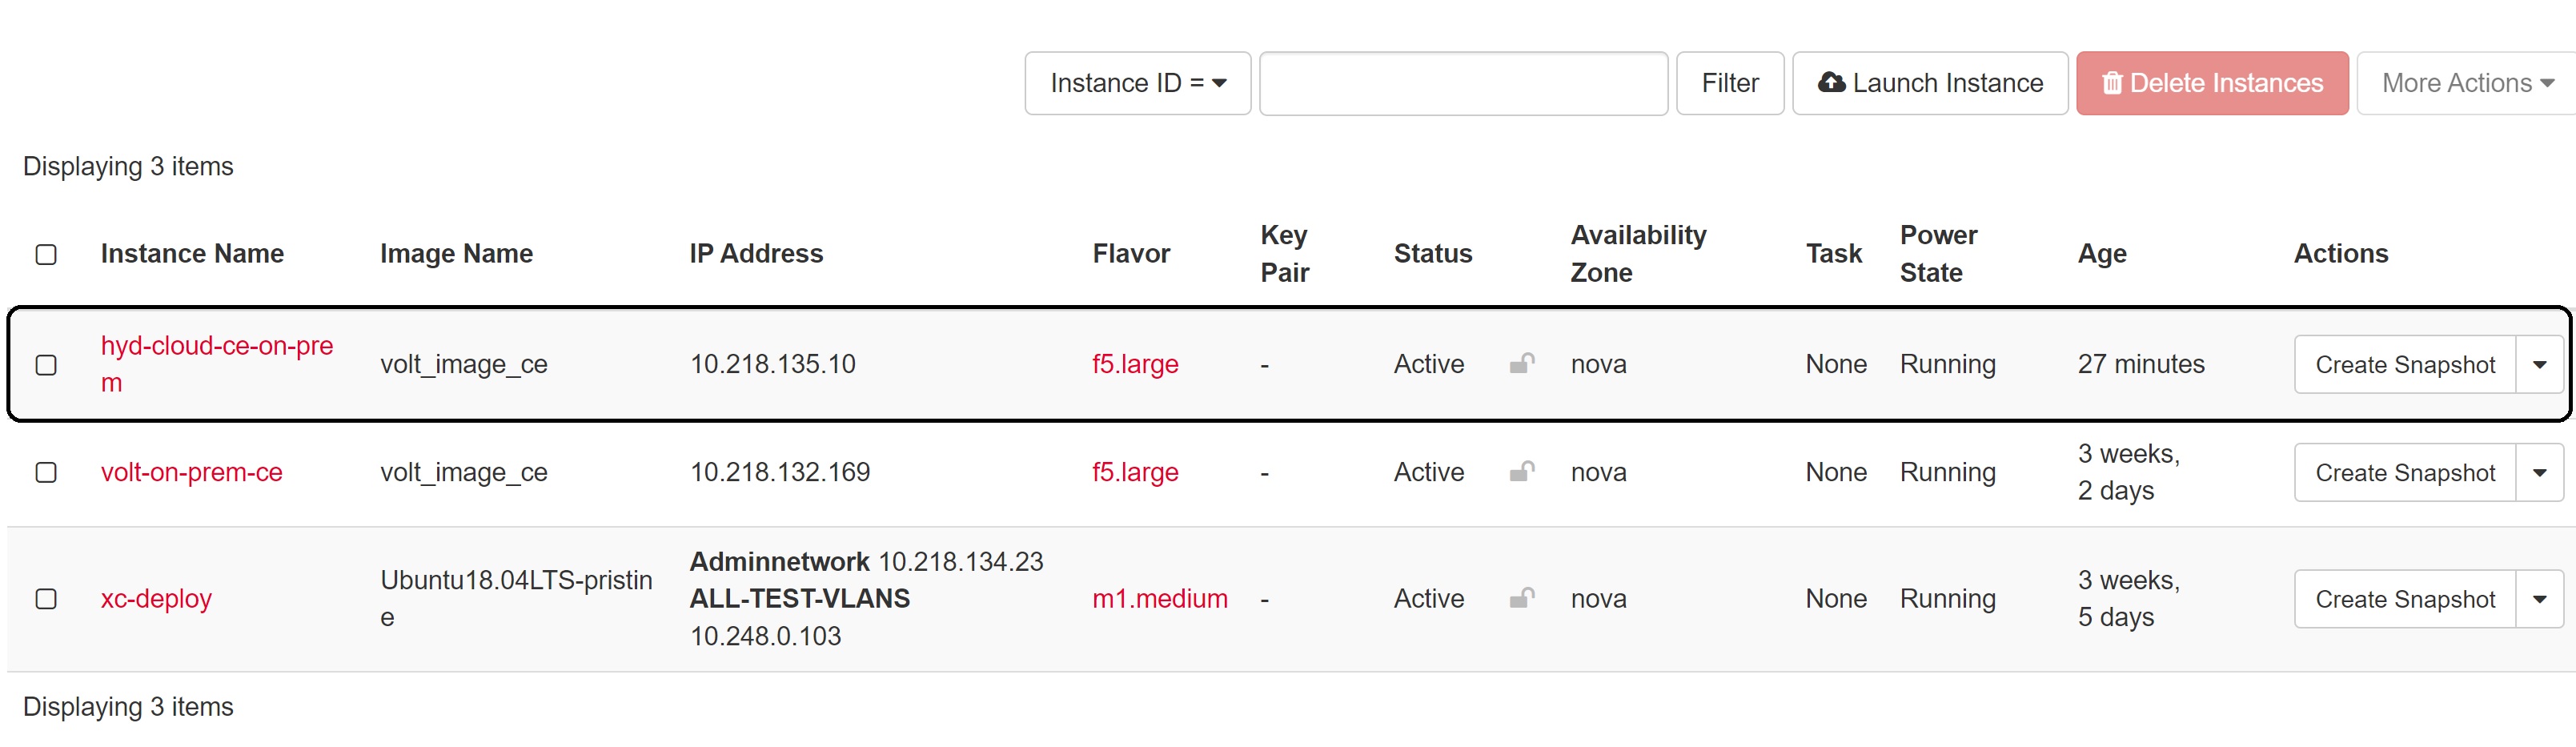 Instance ID = Filter Launch Instance Delete Instances More Actions
Displaying 3 items
Instance Name Image Name IP Address Flavor Key Pair Status Availability Zone Task Power State Age Actions
hyd-cloud-ce-on-pre
m volt_image_ce 10.218.135.10 f5.large - Active nova None Running 27 minutes Create Snapshot
volt-on-prem-ce volt_image_ce 10.218.132.169 f5.large - Active nova None Running 3 weeks,
2 days Create Snapshot
xc-deploy Ubuntu18.04LTS-pristin
e Adminnetwork 10.218.134.23
ALL-TEST-VLANS
10.248.0.103 m1.medium - Active nova None Running 3 weeks,
5 days Create Snapshot
Displaying 3 items